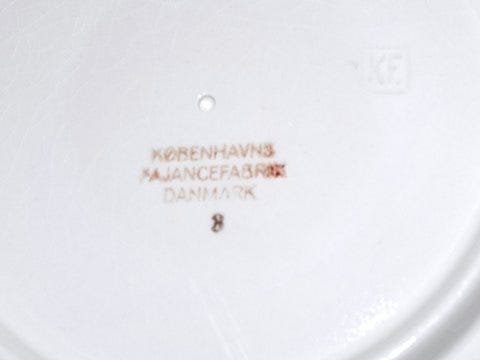 KF.
KØBENHAVNS
FAJANCEFABRIK
DANMARK
8